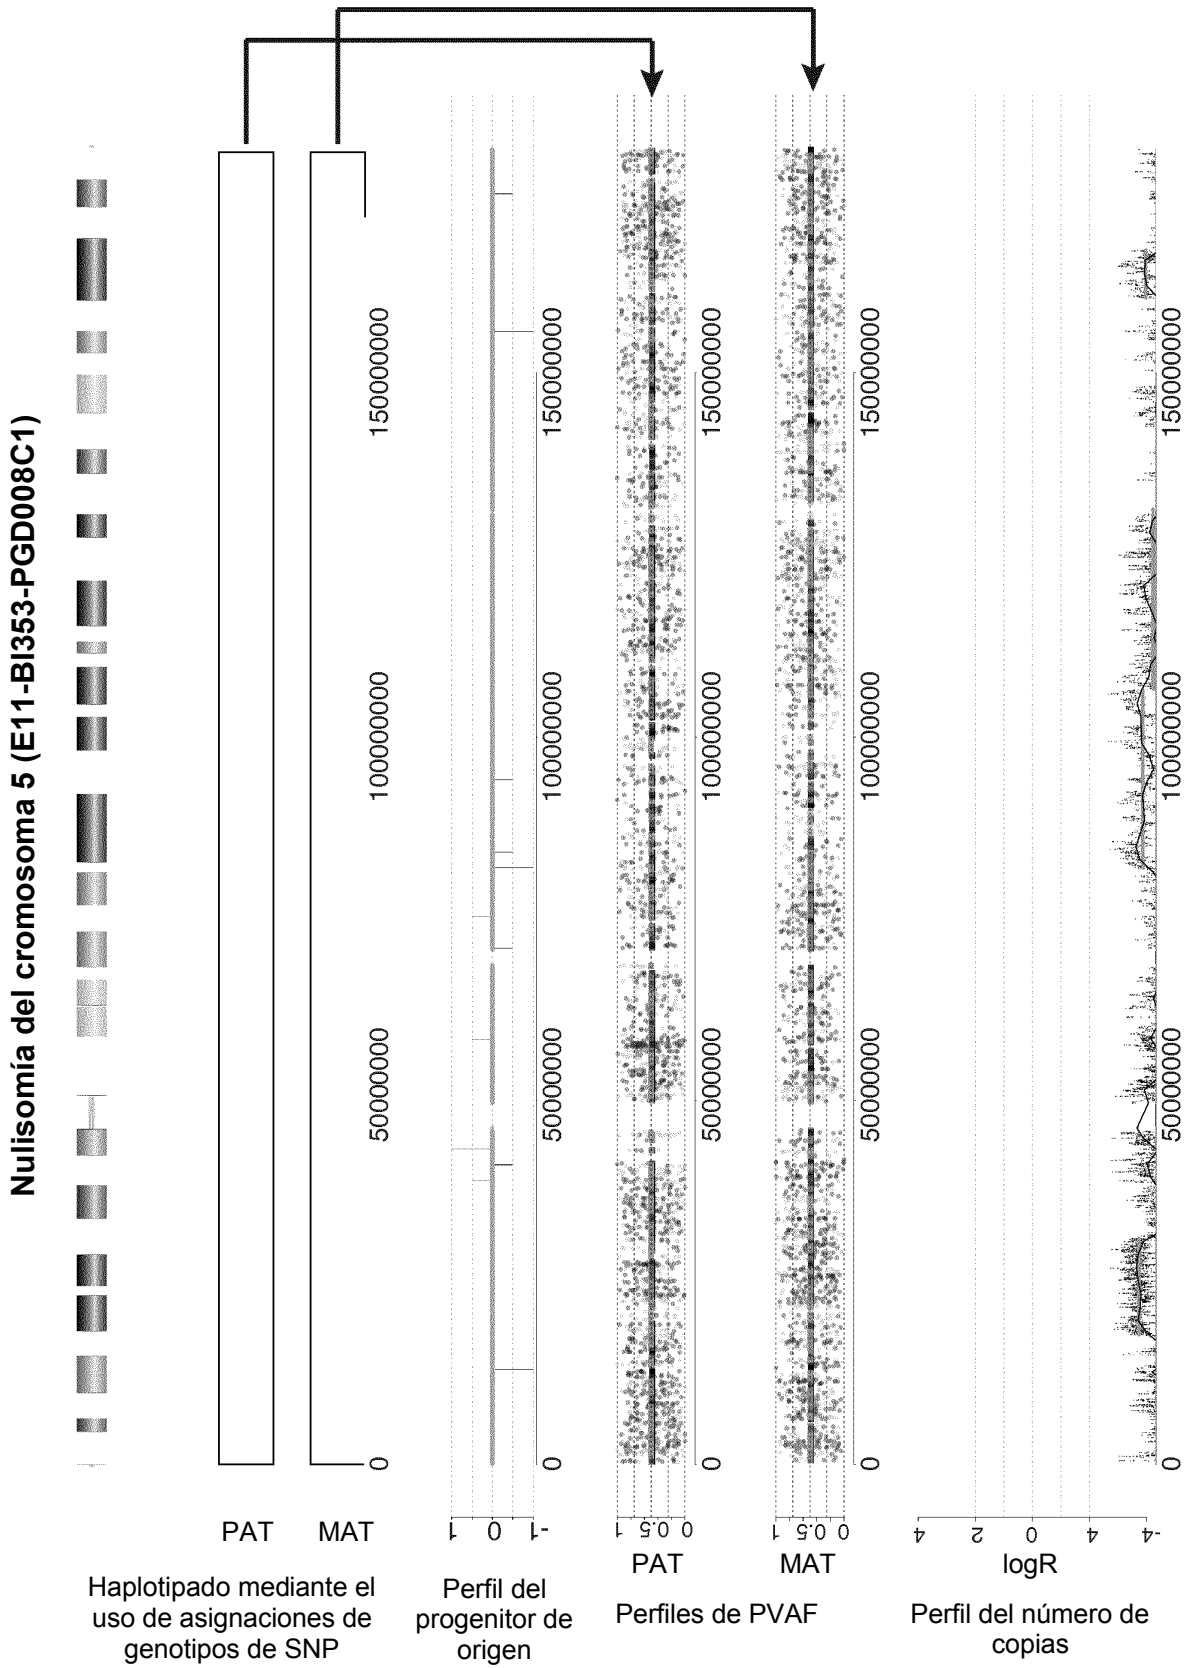 Nulisomía del cromosoma 5 (E11-BI353-PGD008C1)
PAT
MAT
Haplotipado mediante el
uso de asignaciones de
genotipos de SNP
0
50000000
100000000
150000000
1
0
-1
Perfil del
progenitor de
origen
0
50000000
100000000
150000000
1
0.5
0
PAT
0
50000000
100000000
150000000
1
0.5
0
MAT
Perfiles de PVAF
0
50000000
100000000
150000000
4
2
0
4
-4
logR
Perfil del número de
copias
0
50000000
100000000
150000000